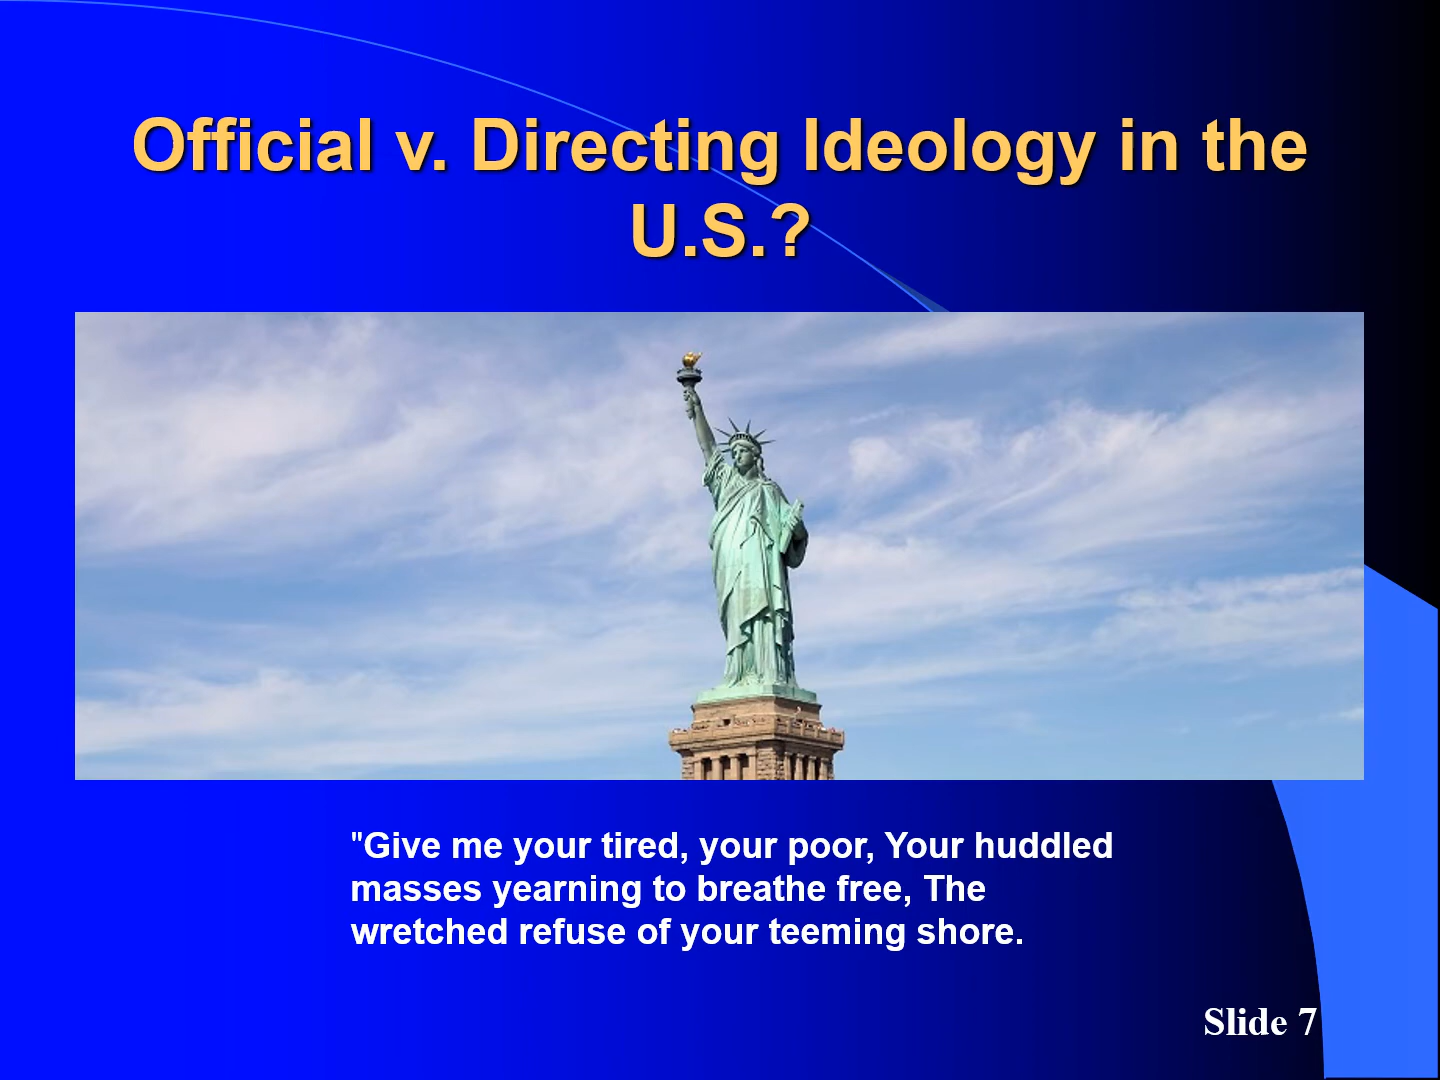 Official v. Directing Ideology in the
U.S.?
"Give me your tired, your poor, Your huddled
masses yearning to breathe free, The
wretched refuse of your teeming shore.
Slide 7